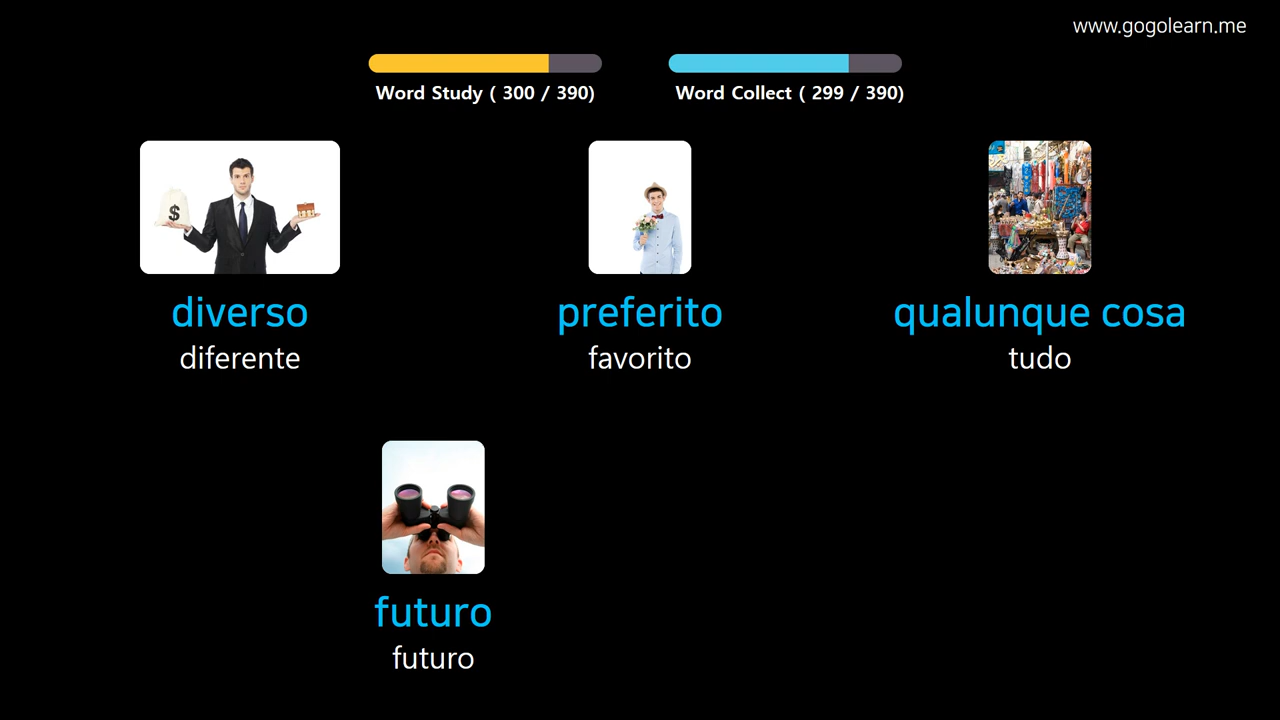 www.gogolearn.me
Word Study ( 300 / 390)
Word Collect ( 299 / 390)
$
diverso
diferente
preferito
favorito
qualunque cosa
tudo
futuro
futuro